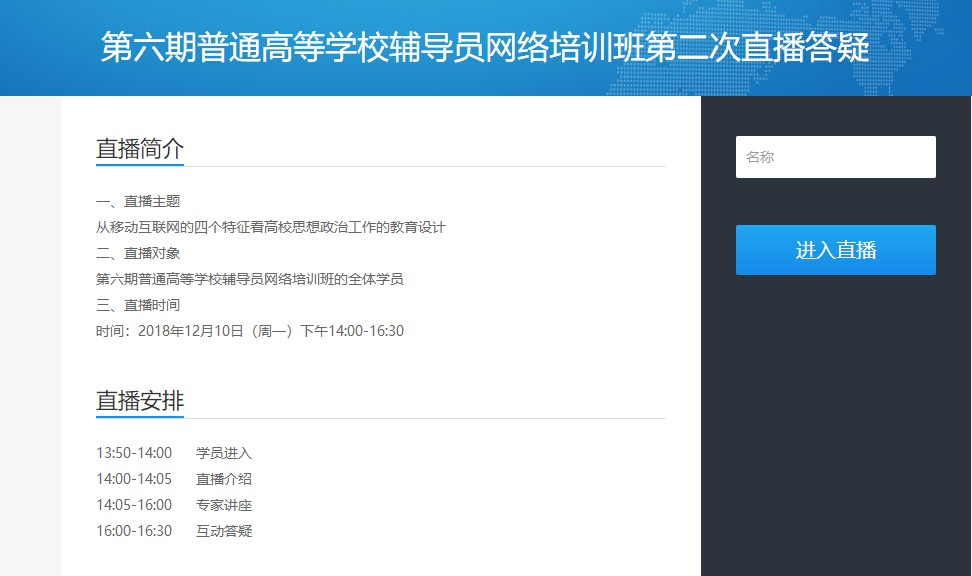 第六期普通高等学校辅导员网络培训班第二次直播答疑
直播简介
一、直播主题
从移动互联网的四个特征看高校思想政治工作的教育设计
二、直播对象
第六期普通高等学校辅导员网络培训班的全体学员
三、直播时间
时间：2018年12月10日（周一）下午14:00-16:30
直播安排
13:50-14:00 学员进入
14:00-14:05 直播介绍
14:05-16:00 专家讲座
16:00-16:30 互动答疑
名称
进入直播